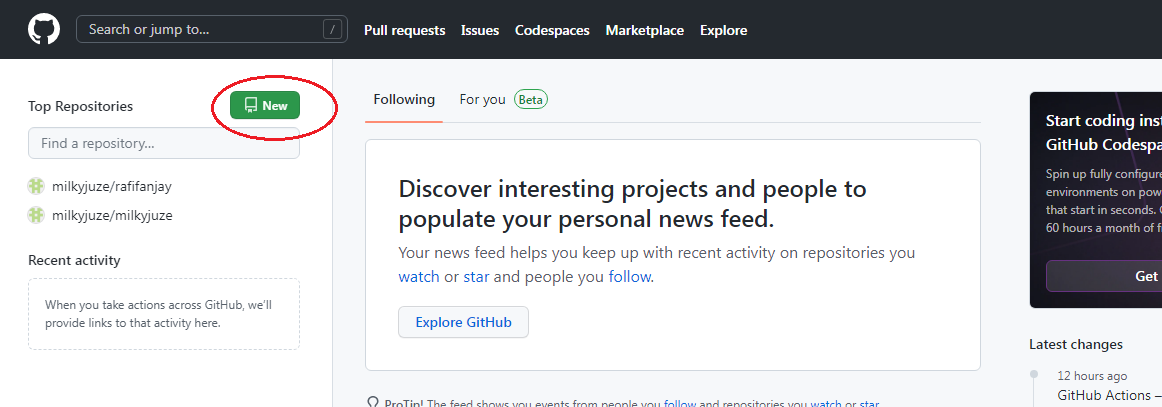 Search or jump to... /
Pull requests
Issues
Codespaces
Marketplace
Explore
Top Repositories
New
Find a repository...
milkyjuze/rafifanjay
milkyjuze/milkyjuze
Recent activity
When you take actions across GitHub, we'll
provide links to that activity here.
Following
For you
Beta
Discover interesting projects and people to
populate your personal news feed.
Your news feed helps you keep up with recent activity on repositories you
watch or star and people you follow.
Explore GitHub
ProTip! The feed shows you events from people you follow and repositories you watch or star.
Start coding inst
GitHub Codespa
Spin up fully configure
environments on pow
that start in seconds.
60 hours a month of f
Get
Latest changes
12 hours ago
GitHub Actions –